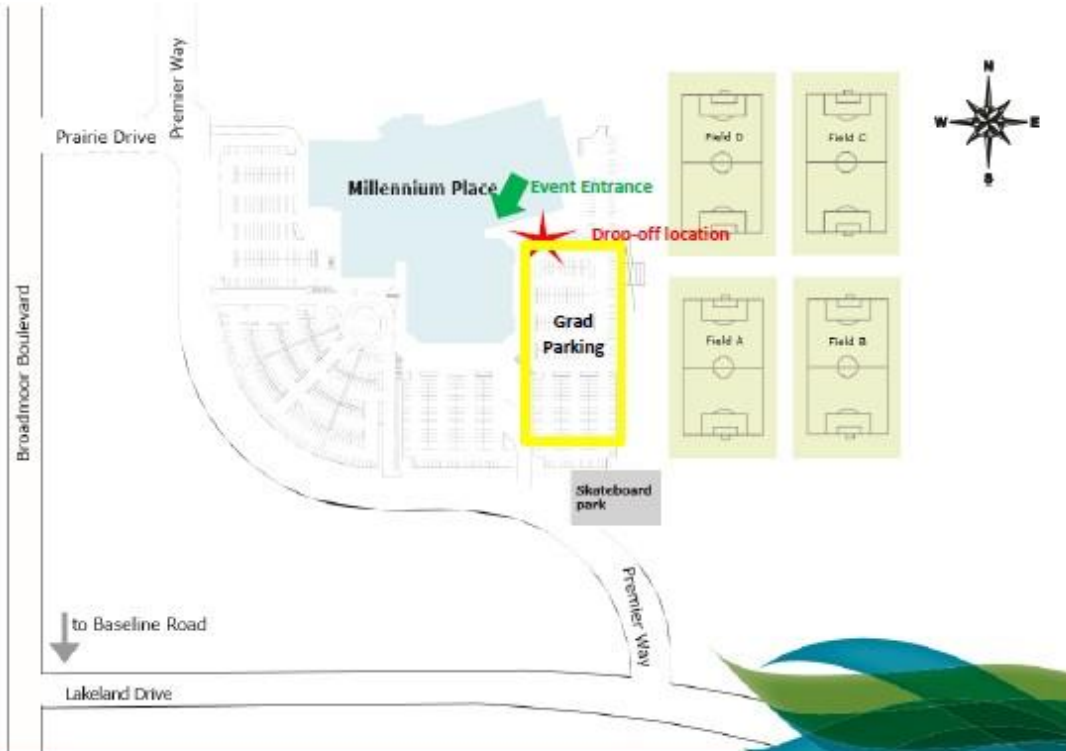 N
Premier Way
Prairie Drive
Field D
Field C
W
E
S
Millennium Place
Event Entrance
Drop-off location
Broadmoor Boulevard
Grad
Parking
Field A
Field B
Skateboard
park
Premier Way
to Baseline Road
Lakeland Drive